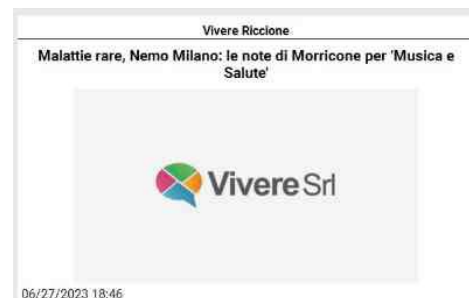 Vivere Riccione
Malattie rare, Nemo Milano: le note di Morricone per 'Musica e
Salute'
Vivere Srl
06/27/2023 18:46